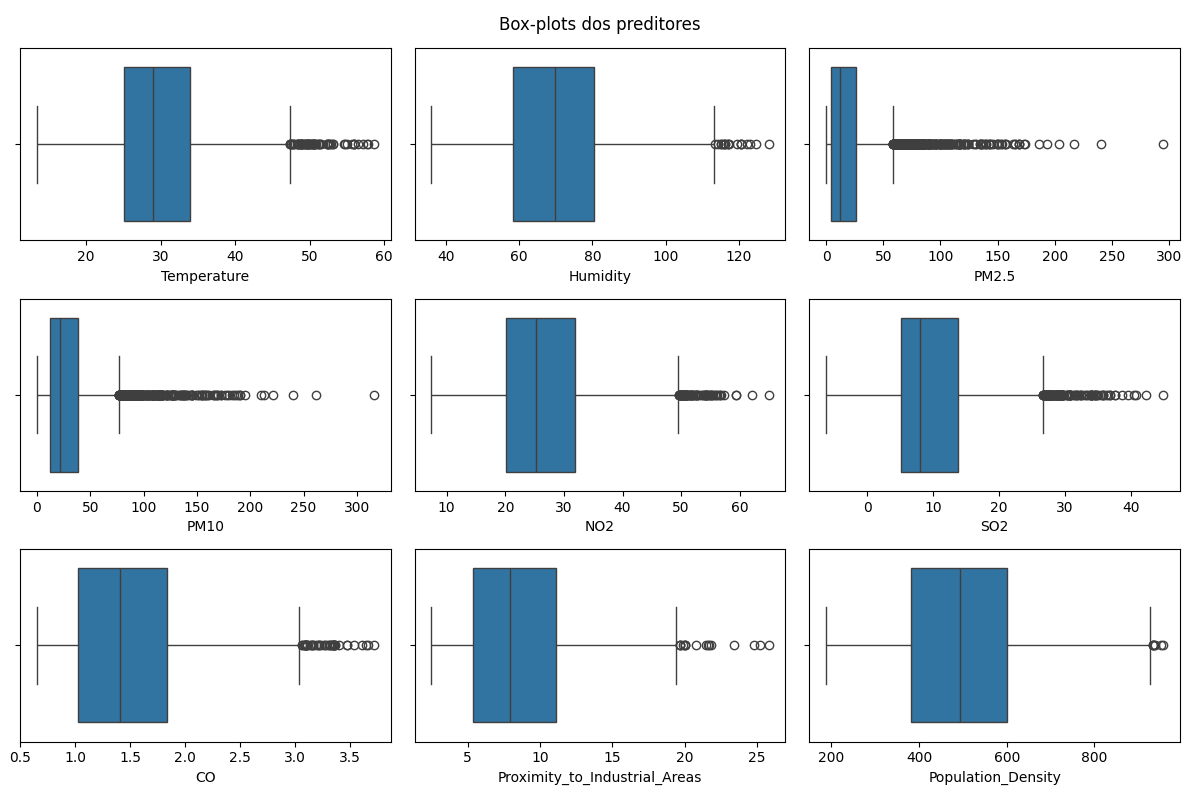 Box-plots dos preditores
20 30 40 50 60
Temperature
40 60 80 100 120
Humidity
0 50 100 150 200 250 300
PM2.5
0 50 100 150 200 250 300
PM10
10 20 30 40 50 60
NO2
0 10 20 30 40
SO2
0.5 1.0 1.5 2.0 2.5 3.0 3.5
CO
5 10 15 20 25
Proximity_to_Industrial_Areas
200 400 600 800
Population_Density